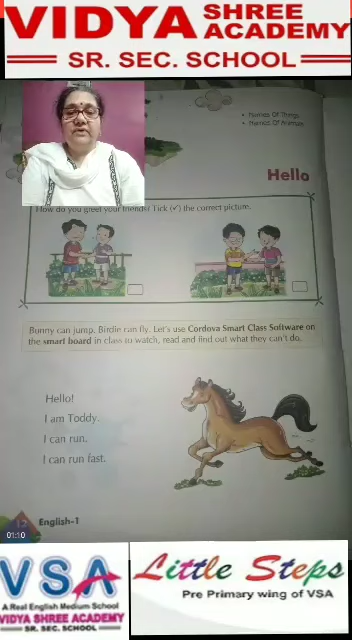 VIDYA SHREE ACADEMY
SR. SEC. SCHOOL
• Names Of Things
• Names Of Animals
Hello
How do you greet your friends? Tick (✓) the correct picture.
Bonny can jump. Birdie can fly. Let's use Cordova Smart Class Software on
the smart board in class to watch, read and find out what they can't do.
Hello!
I am Toddy.
I can run.
I can run fast.
12
English-1
01:10
VSA
A Real English Medium School
VIDYA SHREE ACADEMY
SR. SEC. SCHOOL
Little Steps
Pre Primary wing of VSA